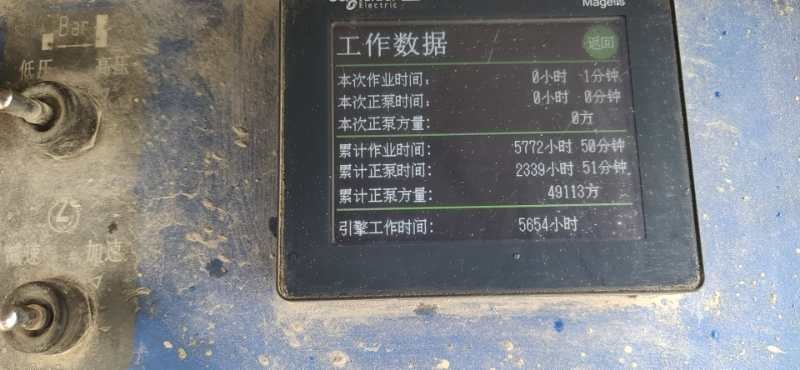 Electric
Magelis
Bar
工作数据
返回
低压 高压
本次作业时间: 0小时 1分钟
本次正泵时间: 0小时 0分钟
本次正泵方量: 0方
累计作业时间: 5772小时 50分钟
累计正泵时间: 2339小时 51分钟
累计正泵方量: 49113方
引擎工作时间: 5654小时
减速 加速